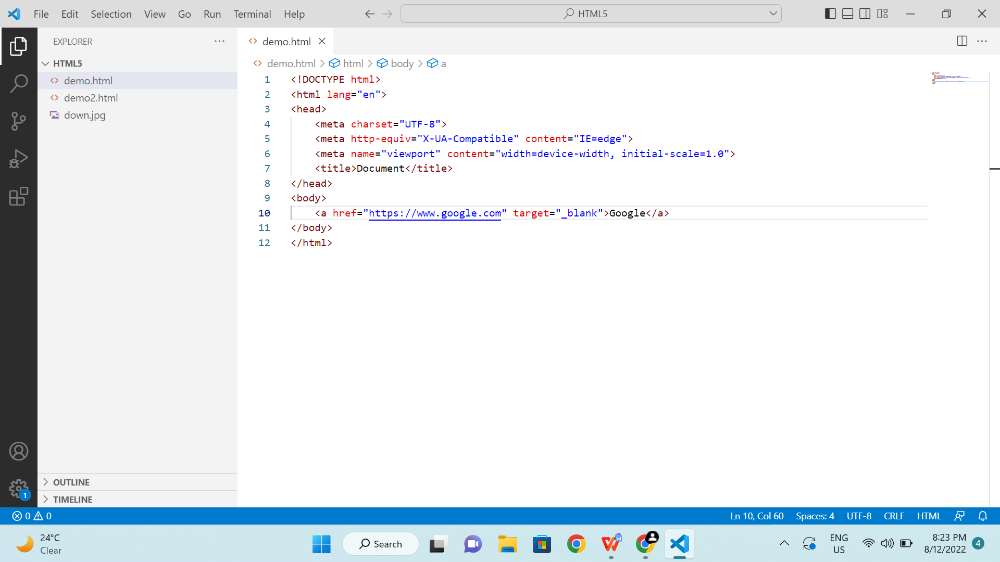 File Edit Selection View Go Run Terminal Help
HTML5
EXPLORER
HTML5
demo.html
demo2.html
down.jpg
OUTLINE
TIMELINE
demo.html
demo.html > html > body > a
1 <!DOCTYPE html>
2 <html lang="en">
3 <head>
4     <meta charset="UTF-8">
5     <meta http-equiv="X-UA-Compatible" content="IE=edge">
6     <meta name="viewport" content="width=device-width, initial-scale=1.0">
7     <title>Document</title>
8 </head>
9 <body>
10     <a href="https://www.google.com" target="_blank">Google</a>
11 </body>
12 </html>
1
0 0
Ln 10, Col 60 Spaces: 4 UTF-8 CRLF HTML
24°C
Clear
Search
W
ENG
US
8:23 PM
8/12/2022
4